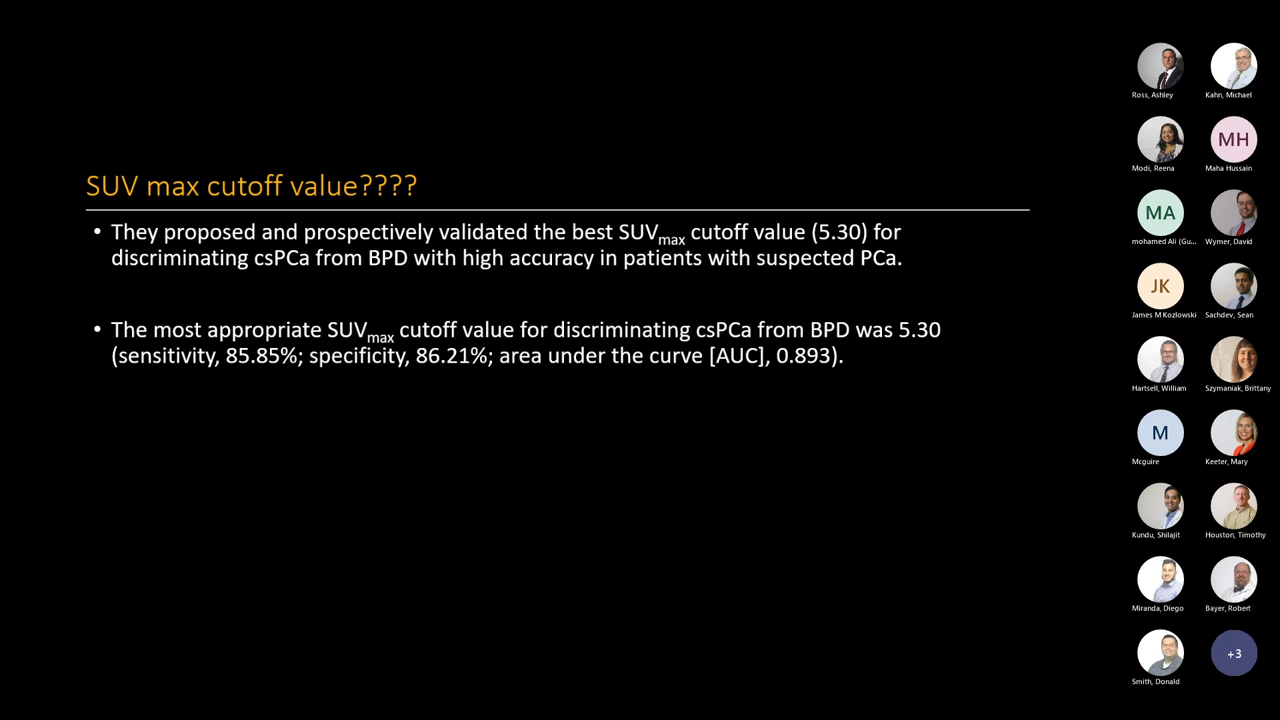 SUV max cutoff value????
• They proposed and prospectively validated the best SUVmax cutoff value (5.30) for
discriminating csPCa from BPD with high accuracy in patients with suspected PCa.
• The most appropriate SUVmax cutoff value for discriminating csPCa from BPD was 5.30
(sensitivity, 85.85%; specificity, 86.21%; area under the curve [AUC], 0.893).
Ross, Ashley
Kahn, Michael
Modi, Reena
MH
Maha Hussain
MA
mohamed Ali (Gu...
Wymer, David
JK
James M Kozlowski
Sachdev, Sean
Hartsell, William
Szymaniak, Brittany
M
Mcguire
Keeter, Mary
Kundu, Shilajit
Houston, Timothy
Miranda, Diego
Bayer, Robert
Smith, Donald
+3